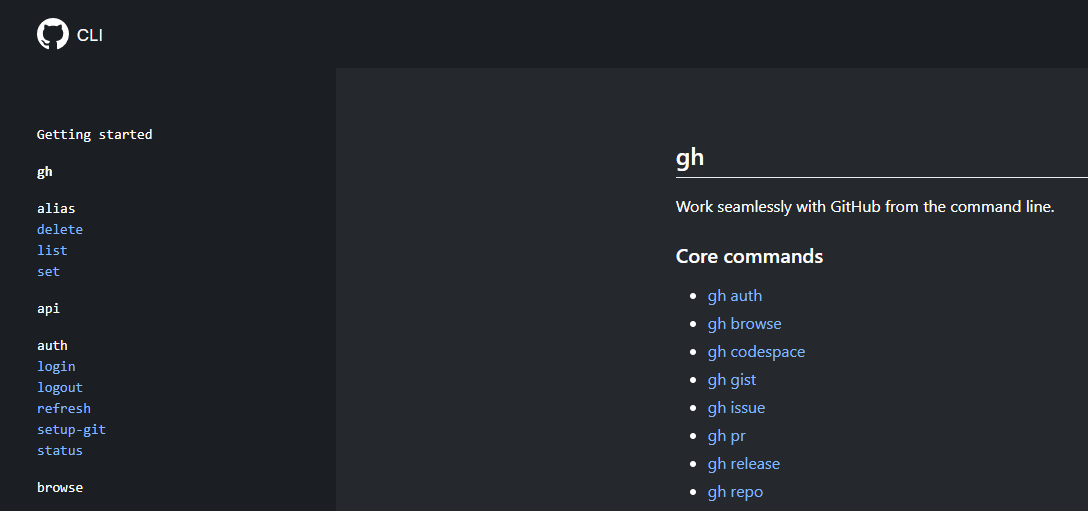 CLI
Getting started
gh
alias
delete
list
set
api
auth
login
logout
refresh
setup-git
status
browse
gh
Work seamlessly with GitHub from the command line.
Core commands
gh auth
gh browse
gh codespace
gh gist
gh issue
gh pr
gh release
gh repo